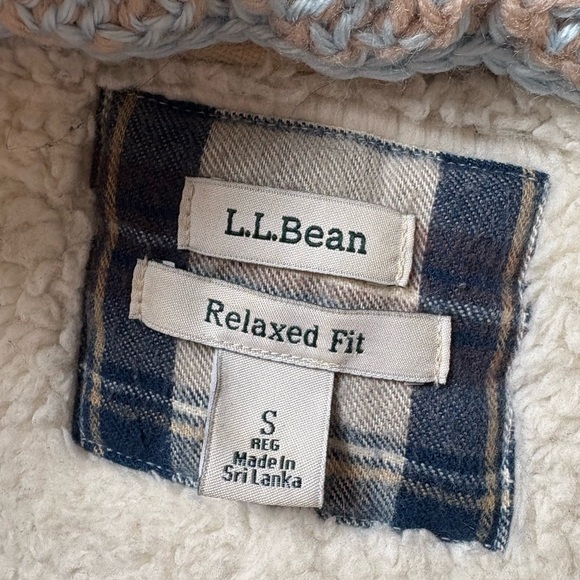 L.L.Bean
Relaxed Fit
S
REG
Made In
Sri Lanka